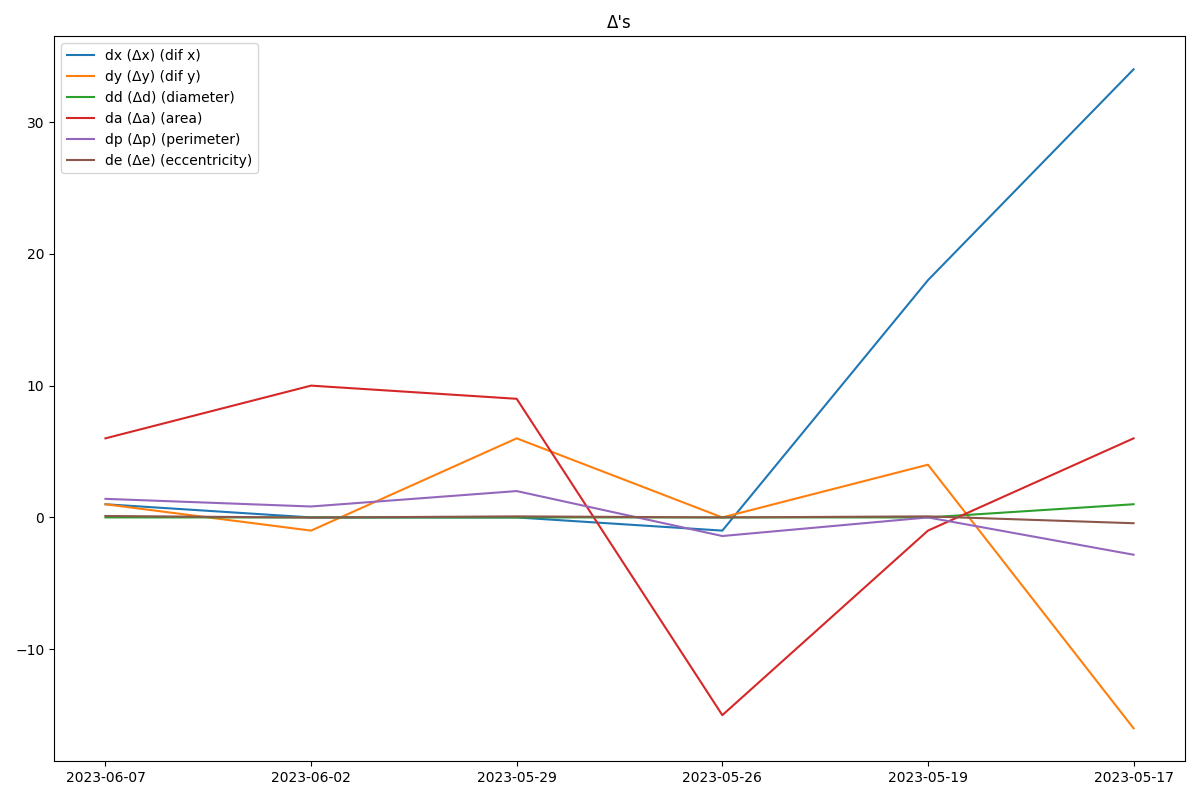 Δ's
dx (Δx) (dif x)
dy (Δy) (dif y)
dd (Δd) (diameter)
da (Δa) (area)
dp (Δp) (perimeter)
de (Δe) (eccentricity)
30
20
10
0
−10
2023-06-07 2023-06-02 2023-05-29 2023-05-26 2023-05-19 2023-05-17